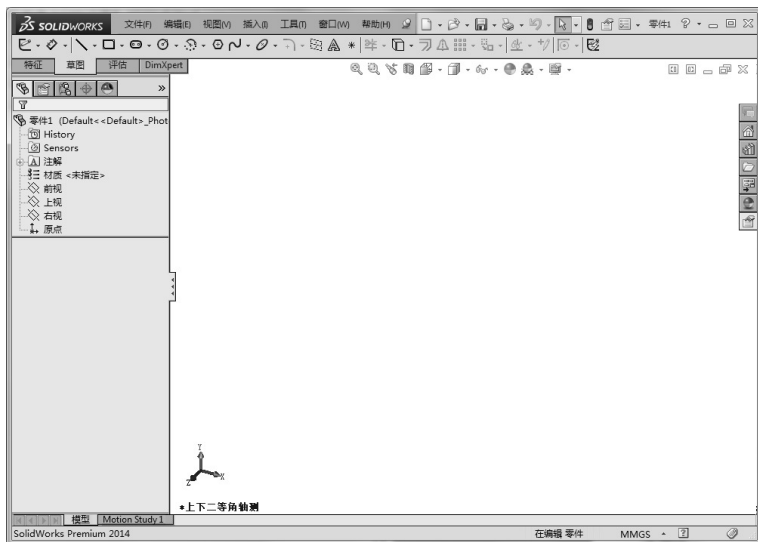 SOLIDWORKS 文件(F) 编辑(E) 视图(V) 插入(I) 工具(T) 窗口(W) 帮助(H) 零件1
特征 草图 评估 DimXpert
零件1 (Default<<Default>_Phot
History
Sensors
A 注解
材质 <未指定>
前视
上视
右视
原点
Y
X
Z
*上下二等角轴测
模型 Motion Study 1
SolidWorks Premium 2014 在编辑 零件 MMGS